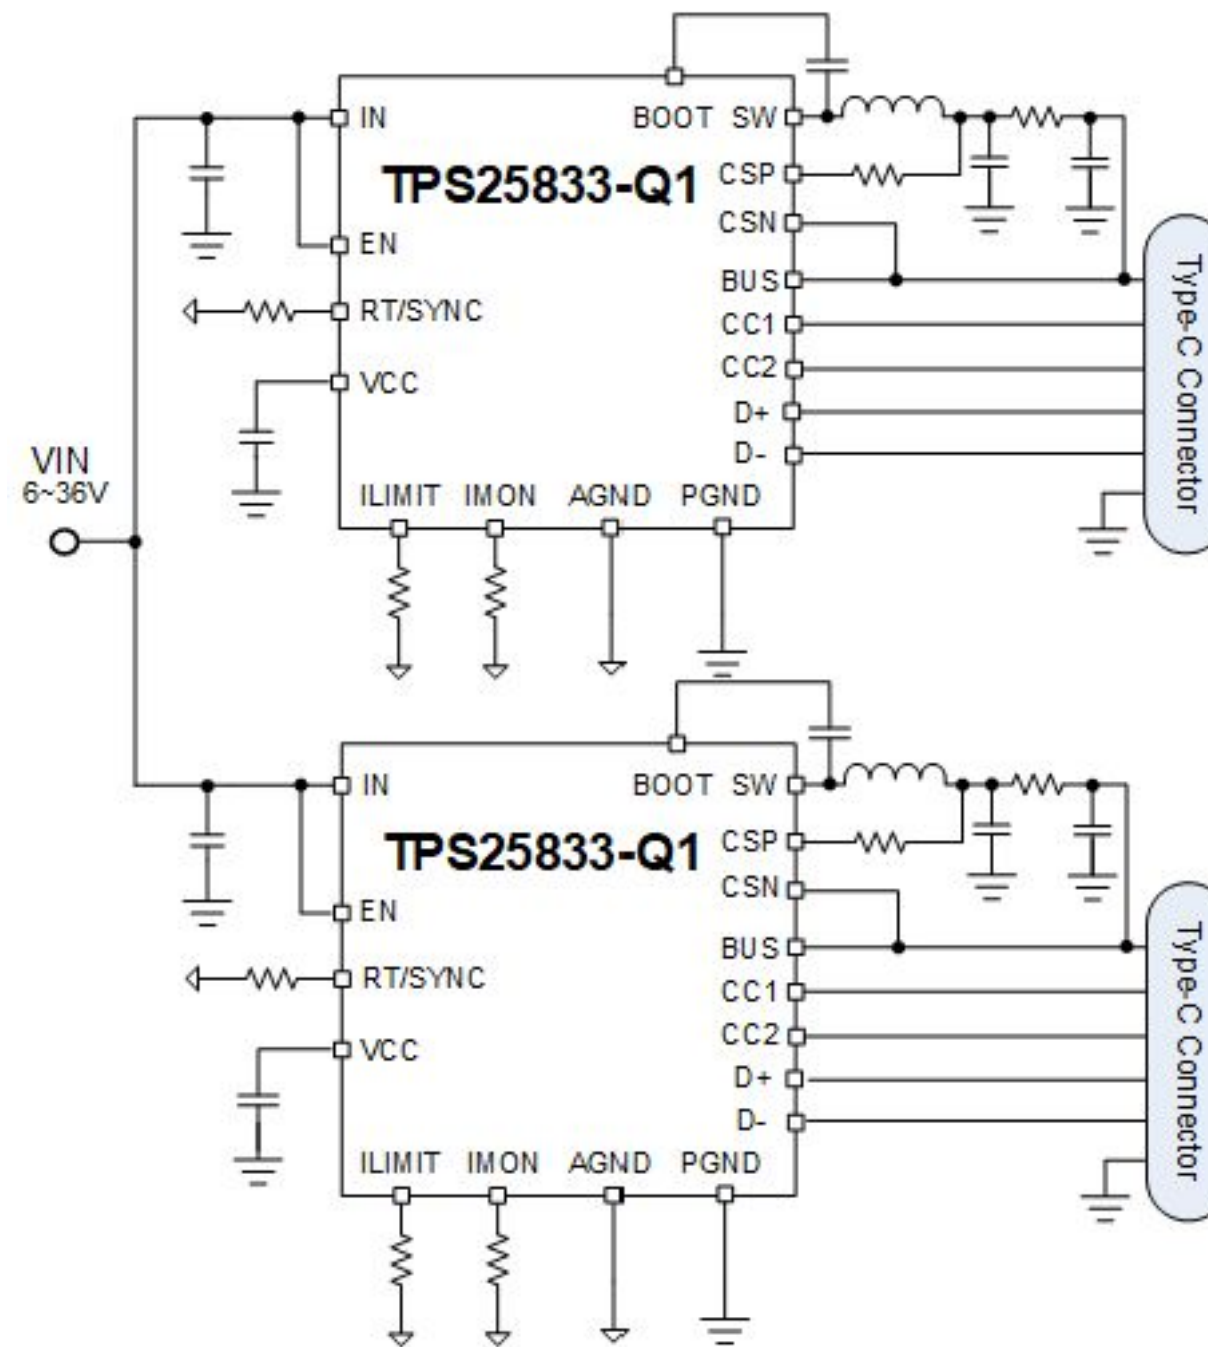 BOOT SW
IN
TPS25833-Q1
CSP
CSN
EN
BUS
RT/SYNC
CC1
CC2
VCC
D+
D-
ILIMIT IMON AGND PGND
Type-C Connector
VIN
6~36V
BOOT SW
IN
TPS25833-Q1
CSP
CSN
EN
BUS
RT/SYNC
CC1
CC2
VCC
D+
D-
ILIMIT IMON AGND PGND
Type-C Connector